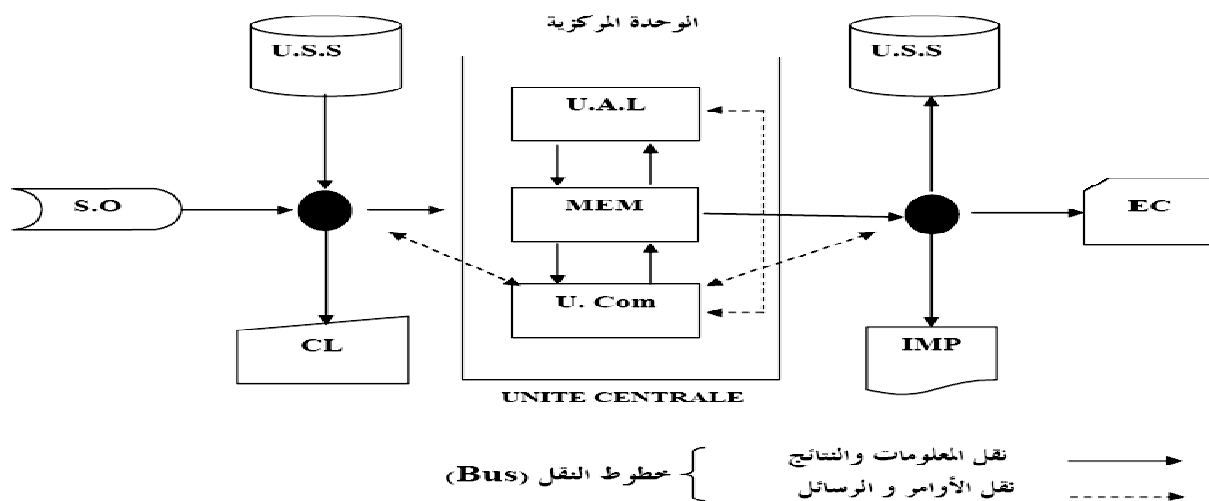 الوحدة المركزية
U.S.S
U.S.S
U.A.L
S.O
MEM
EC
U. Com
CL
IMP
UNITE CENTRALE
نقل المعلومات والنتائج
خطوط النقل (Bus)
نقل الأوامر و الرسائل